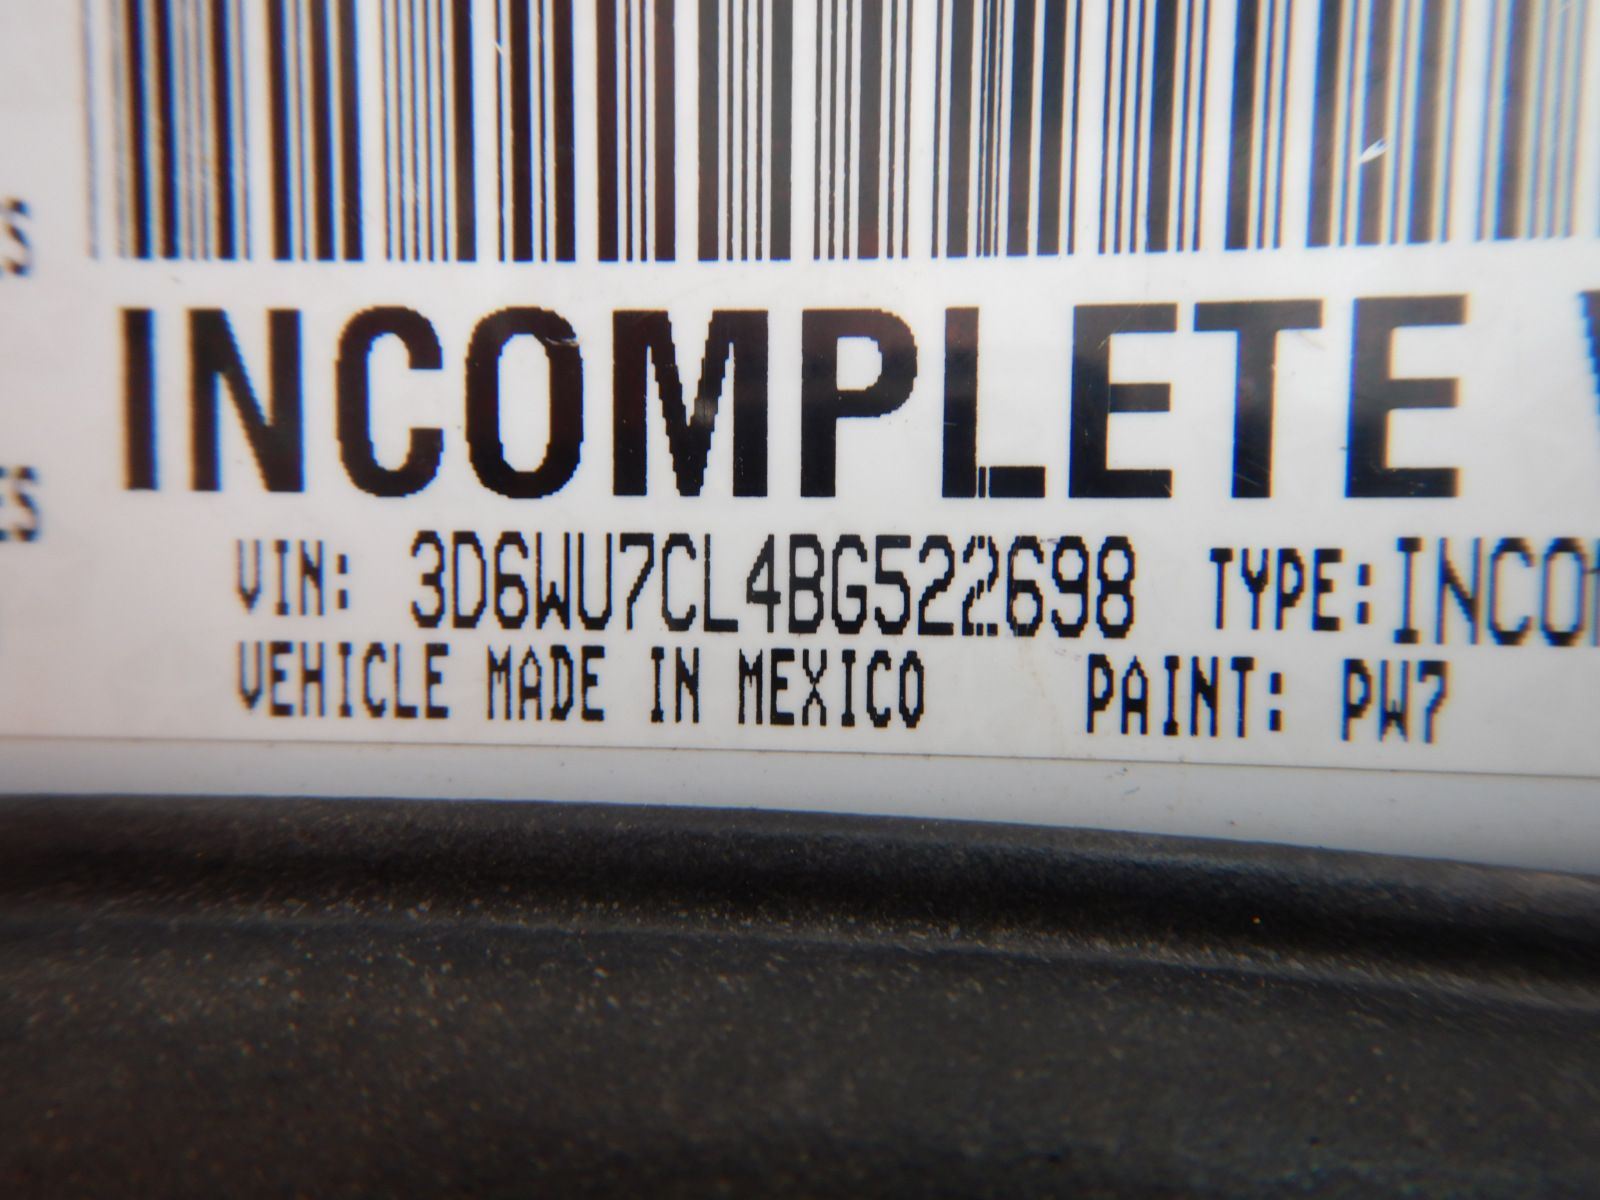 INCOMPLETE
VIN: 3D6WU7CL4BG522698 TYPE:
VEHICLE MADE IN MEXICO PAINT: PW7